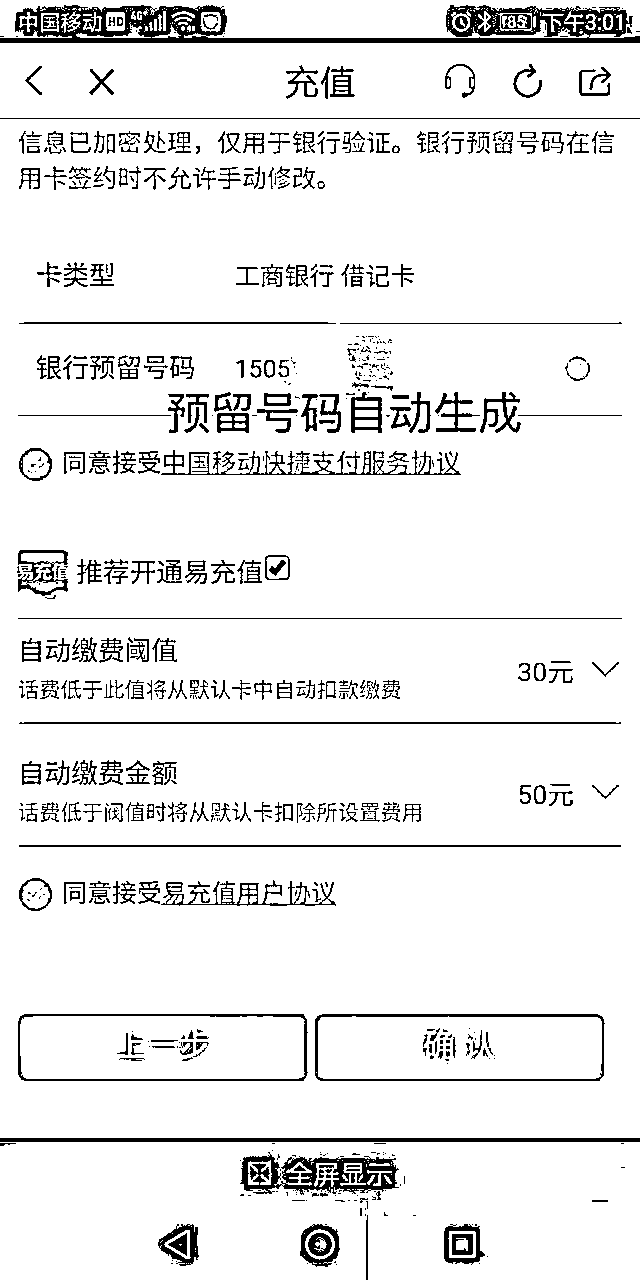 中国移动 HD 4G 85 下午3:01
充值
信息已加密处理，仅用于银行验证。银行预留号码在信
用卡签约时不允许手动修改。
卡类型 工商银行 借记卡
银行预留号码 1505
预留号码自动生成
同意接受中国移动快捷支付服务协议
易充值 推荐开通易充值
自动缴费阈值
30元
话费低于此值将从默认卡中自动扣款缴费
自动缴费金额
50元
话费低于阈值时将从默认卡扣除所设置费用
同意接受易充值用户协议
上一步 确认
全屏显示